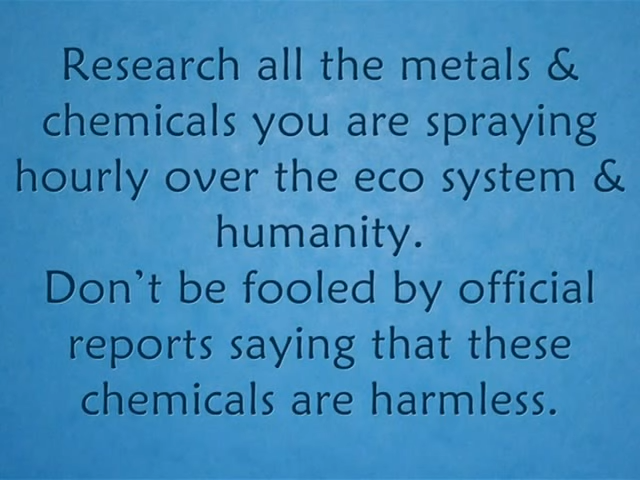 Research all the metals &
chemicals you are spraying
hourly over the eco system &
humanity.
Don’t be fooled by official
reports saying that these
chemicals are harmless.